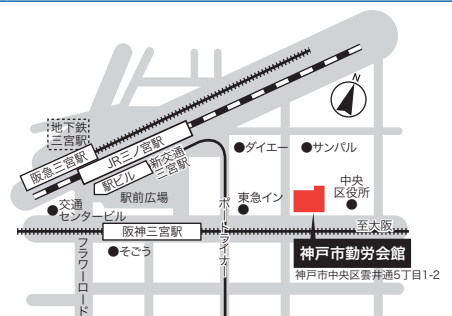 N
地下鉄
三宮駅
阪急三宮駅
JR三ノ宮駅
駅ビル
新交通
三宮駅
駅前広場
ダイエー
サンパル
中央
区役所
東急イン
交通
センタービル
ポートライナー
至大阪
阪神三宮駅
そごう
フラワーロード
神戸市勤労会館
神戸市中央区雲井通5丁目1-2